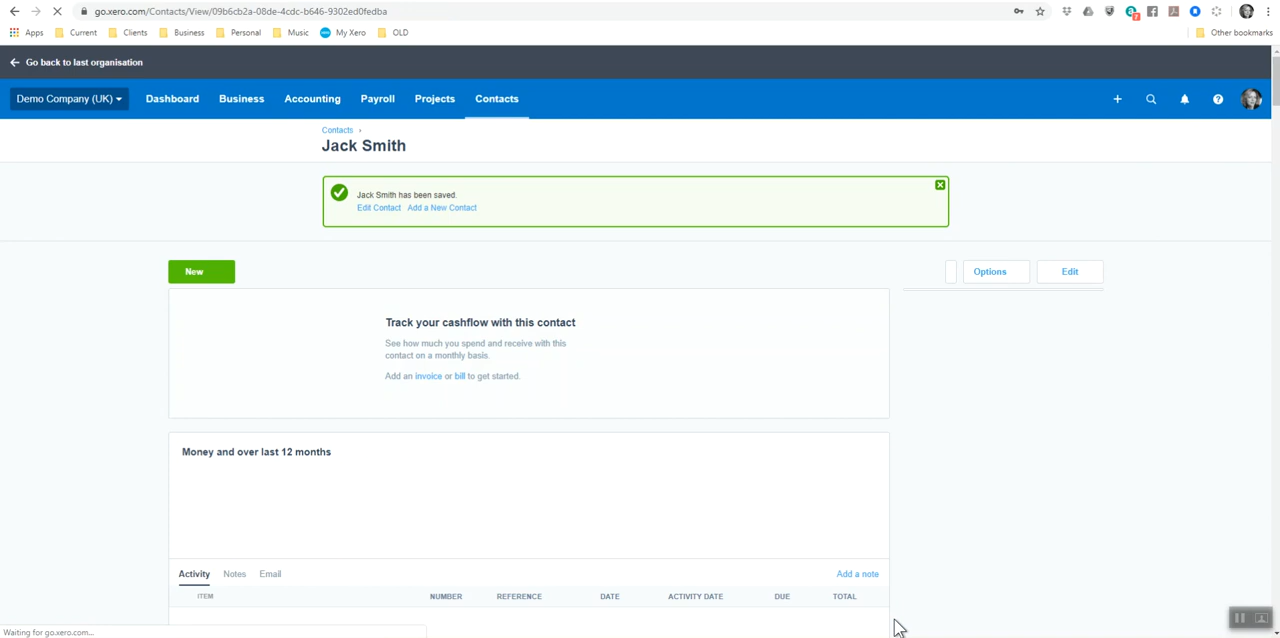 go.xero.com/Contacts/View/09b6cb2a-08de-4cdc-b646-9302ed0fedba
Apps Current Clients Business Personal Music My Xero OLD Other bookmarks
Go back to last organisation
Demo Company (UK) Dashboard Business Accounting Payroll Projects Contacts
Contacts ›
Jack Smith
Jack Smith has been saved.
Edit Contact Add a New Contact
New Options Edit
Track your cashflow with this contact
See how much you spend and receive with this
contact on a monthly basis.
Add an invoice or bill to get started.
Money and over last 12 months
Activity Notes Email Add a note
ITEM NUMBER REFERENCE DATE ACTIVITY DATE DUE TOTAL
Waiting for go.xero.com...